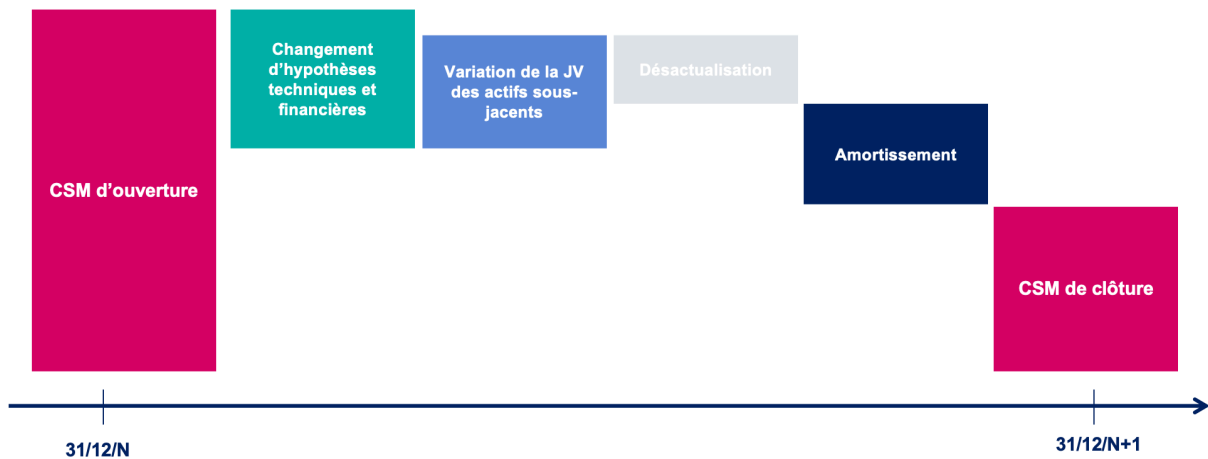 CSM d’ouverture
Changement
d’hypothèses
techniques et
financières
Variation de la JV
des actifs sous-
jacents
Désactualisation
Amortissement
CSM de clôture
31/12/N
31/12/N+1